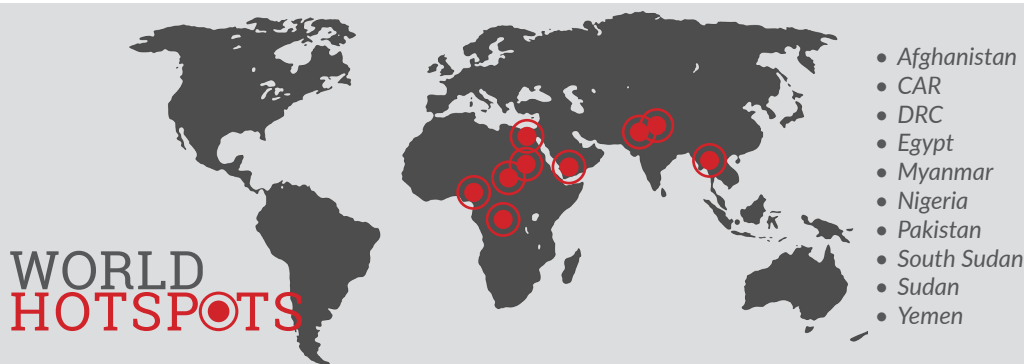 WORLD
HOTSPOTS
• Afghanistan
• CAR
• DRC
• Egypt
• Myanmar
• Nigeria
• Pakistan
• South Sudan
• Sudan
• Yemen